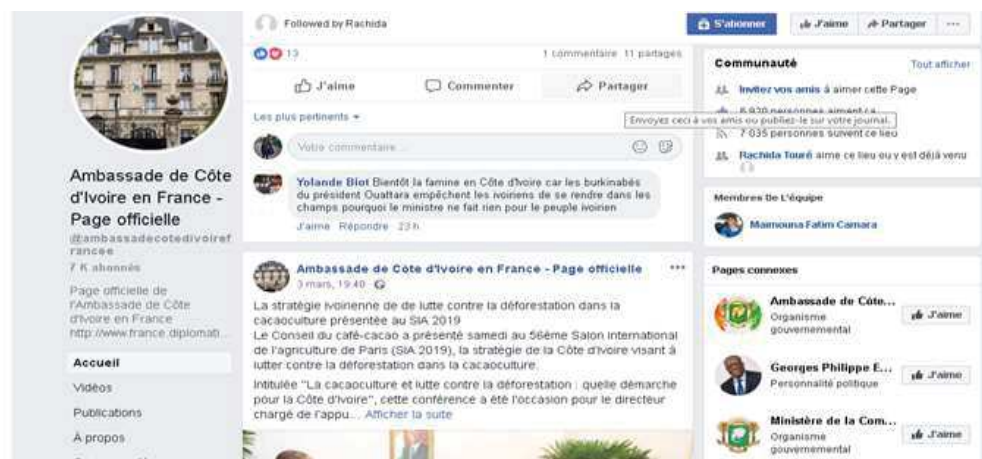 Ambassade de Côte
d'Ivoire en France -
Page officielle
@ambassadecotedivoiref
rancee
7 K abonnés
Page officielle de
l'Ambassade de Côte
d'Ivoire en France
http://www.france.diplomati...
Accueil
Vidéos
Publications
À propos
Followed by Rachida
13
1 commentaire 11 partages
J'aime Commenter Partager
Les plus pertinents
Votre commentaire...
Yolande Blot Bientôt la famine en Côte d'Ivoire car les burkinabés
du président Ouattara empêchent les ivoiriens de se rendre dans les
champs pourquoi le ministre ne fait rien pour le peuple ivoirien
J'aime Répondre 23 h
Ambassade de Côte d'Ivoire en France - Page officielle
3 mars, 19:40
La stratégie ivoirienne de de lutte contre la déforestation dans la
cacaoculture présentée au SIA 2019
Le Conseil du café-cacao a présenté samedi au 56ème Salon international
de l'agriculture de Paris (SIA 2019), la stratégie de la Côte d'Ivoire visant à
lutter contre la déforestation dans la cacaoculture.
Intitulée "La cacaoculture et lutte contre la déforestation : quelle démarche
pour la Côte d'Ivoire", cette conférence a été l'occasion pour le directeur
chargé de l'appu... Afficher la suite
S'abonner J'aime Partager ...
Communauté Tout afficher
Invitez vos amis à aimer cette Page
6 920 personnes aiment ça
Envoyez ceci à vos amis ou publiez-le sur votre journal.
7 035 personnes suivent ce lieu
Rachida Touré aime ce lieu ou y est déjà venu
Membres De L'équipe
Maimouna Fatim Camara
Pages connexes
Ambassade de Côte...
Organisme
gouvernemental
J'aime
Georges Philippe E...
Personnalité politique
J'aime
Ministère de la Com...
Organisme
gouvernemental
J'aime